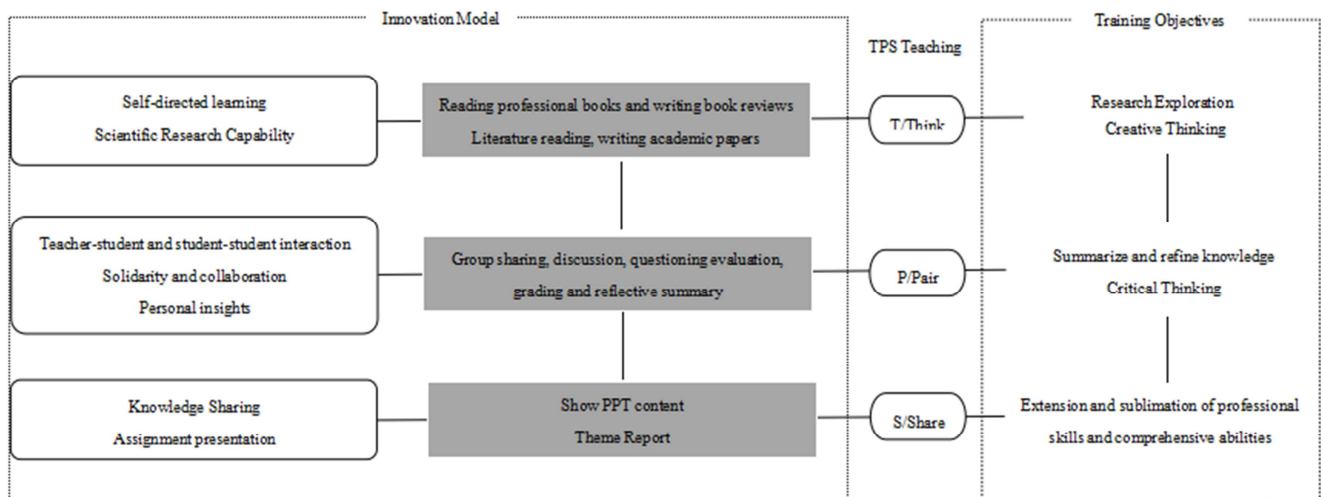 Innovation Model
Training Objectives
TPS Teaching
Self-directed learning
Scientific Research Capability
Reading professional books and writing book reviews
Literature reading, writing academic papers
T/Think
Research Exploration
Creative Thinking
Teacher-student and student-student interaction
Solidarity and collaboration
Personal insights
Group sharing, discussion, questioning evaluation,
grading and reflective summary
P/Pair
Summarize and refine knowledge
Critical Thinking
Knowledge Sharing
Assignment presentation
Show PPT content
Theme Report
S/Share
Extension and sublimation of professional
skills and comprehensive abilities